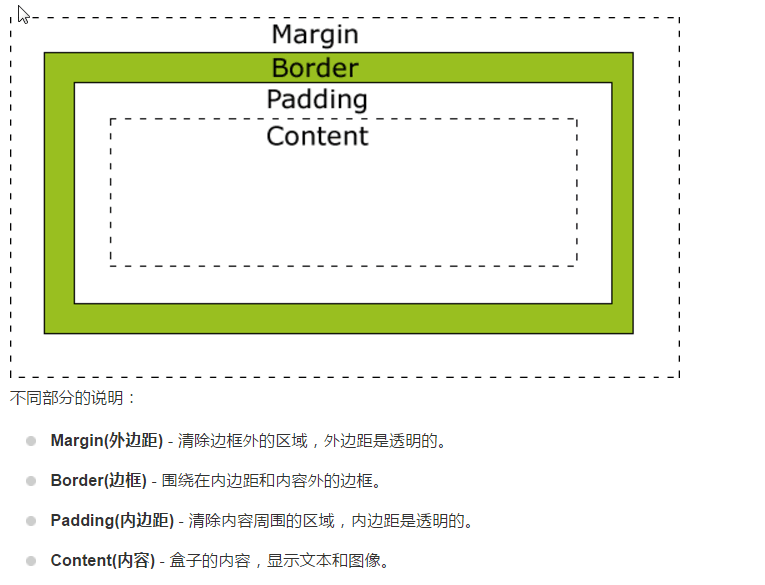 Margin
Border
Padding
Content
不同部分的说明：
Margin(外边距) - 清除边框外的区域，外边距是透明的。
Border(边框) - 围绕在内边距和内容外的边框。
Padding(内边距) - 清除内容周围的区域，内边距是透明的。
Content(内容) - 盒子的内容，显示文本和图像。